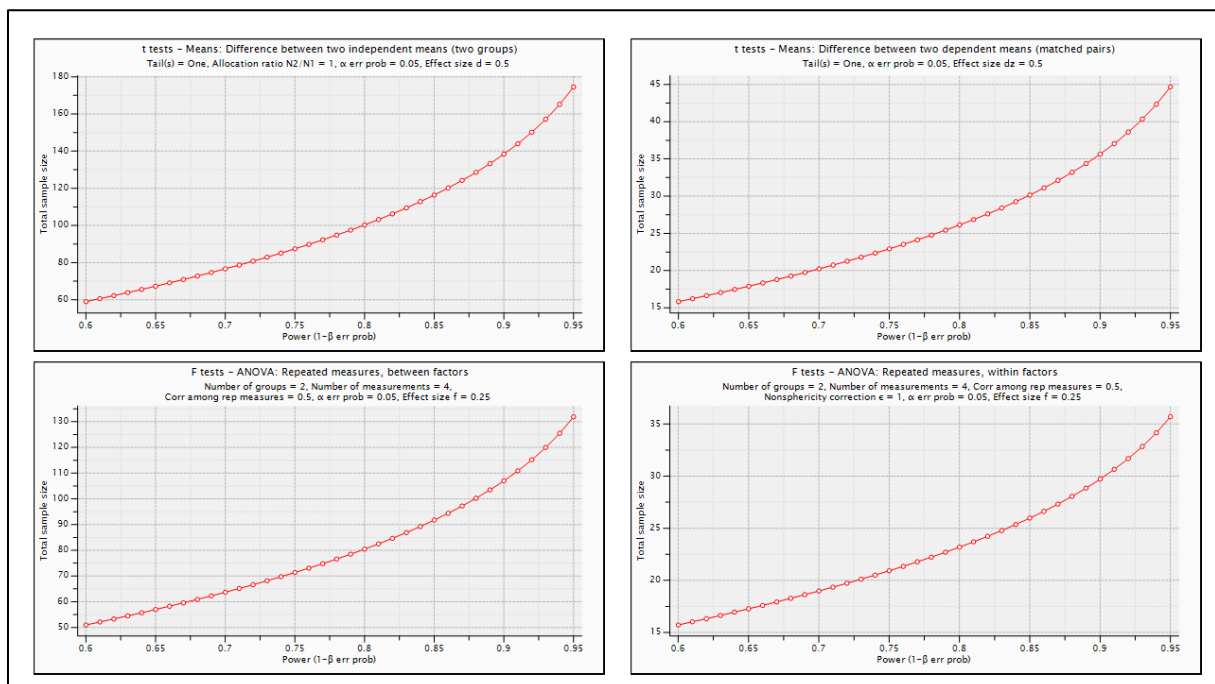 t tests – Means: Difference between two independent means (two groups)
Tail(s) = One, Allocation ratio N2/N1 = 1, α err prob = 0.05, Effect size d = 0.5
Total sample size
180
160
140
120
100
80
60
0.6 0.65 0.7 0.75 0.8 0.85 0.9 0.95
Power (1-β err prob)
t tests – Means: Difference between two dependent means (matched pairs)
Tail(s) = One, α err prob = 0.05, Effect size dz = 0.5
Total sample size
45
40
35
30
25
20
15
0.6 0.65 0.7 0.75 0.8 0.85 0.9 0.95
Power (1-β err prob)
F tests – ANOVA: Repeated measures, between factors
Number of groups = 2, Number of measurements = 4,
Corr among rep measures = 0.5, α err prob = 0.05, Effect size f = 0.25
Total sample size
130
120
110
100
90
80
70
60
50
0.6 0.65 0.7 0.75 0.8 0.85 0.9 0.95
Power (1-β err prob)
F tests – ANOVA: Repeated measures, within factors
Number of groups = 2, Number of measurements = 4, Corr among rep measures = 0.5,
Nonsphericity correction ε = 1, α err prob = 0.05, Effect size f = 0.25
Total sample size
35
30
25
20
15
0.6 0.65 0.7 0.75 0.8 0.85 0.9 0.95
Power (1-β err prob)